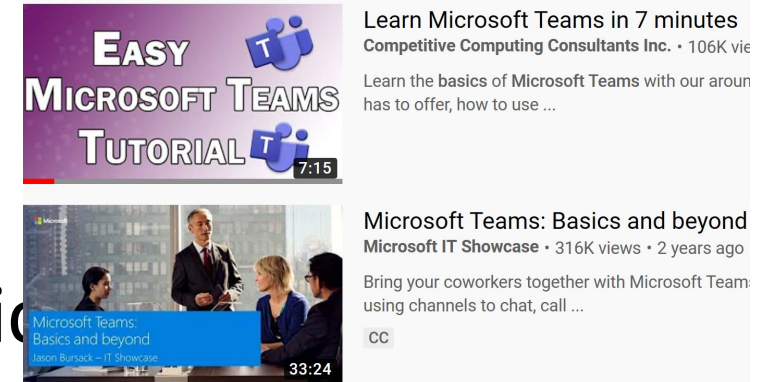 EASY
MICROSOFT TEAMS
TUTORIAL
T
T
7:15
Learn Microsoft Teams in 7 minutes
Competitive Computing Consultants Inc. • 106K vie
Learn the basics of Microsoft Teams with our aroun
has to offer, how to use ...
Microsoft
Microsoft Teams:
Basics and beyond
Jason Bursack – IT Showcase
33:24
Microsoft Teams: Basics and beyond
Microsoft IT Showcase • 316K views • 2 years ago
Bring your coworkers together with Microsoft Team
using channels to chat, call ...
CC